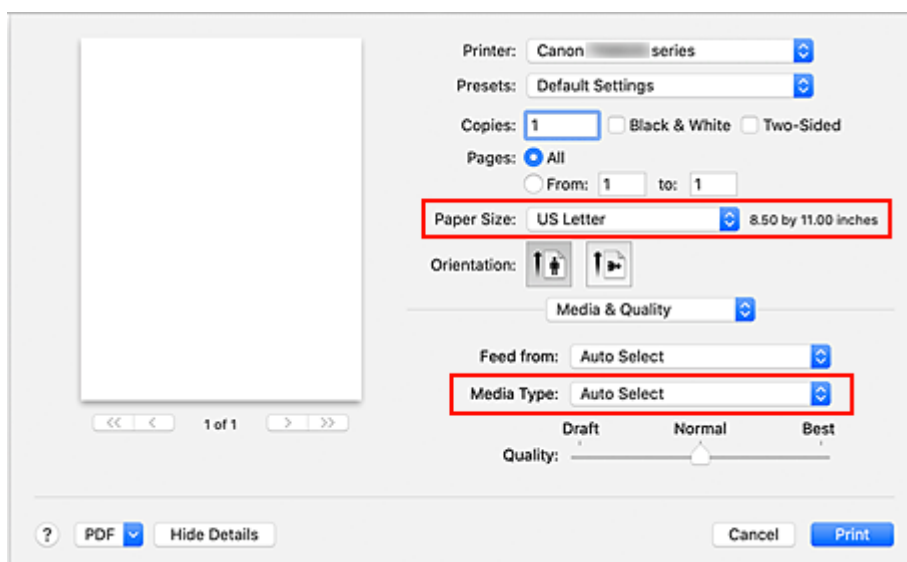 Printer: Canon series
Presets: Default Settings
Copies: 1 Black & White Two-Sided
Pages: All
From: 1 to: 1
Paper Size: US Letter 8.50 by 11.00 inches
Orientation:
Media & Quality
Feed from: Auto Select
Media Type: Auto Select
<< < 1 of 1 > >>
Draft Normal Best
Quality:
? PDF Hide Details Cancel Print